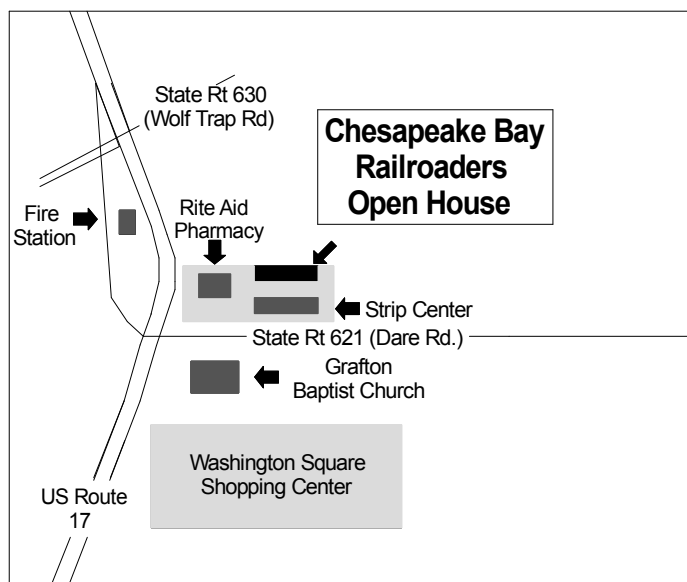 State Rt 630
(Wolf Trap Rd)
Chesapeake Bay
Railroaders
Open House
Fire
Station
Rite Aid
Pharmacy
Strip Center
State Rt 621 (Dare Rd.)
Grafton
Baptist Church
Washington Square
Shopping Center
US Route
17